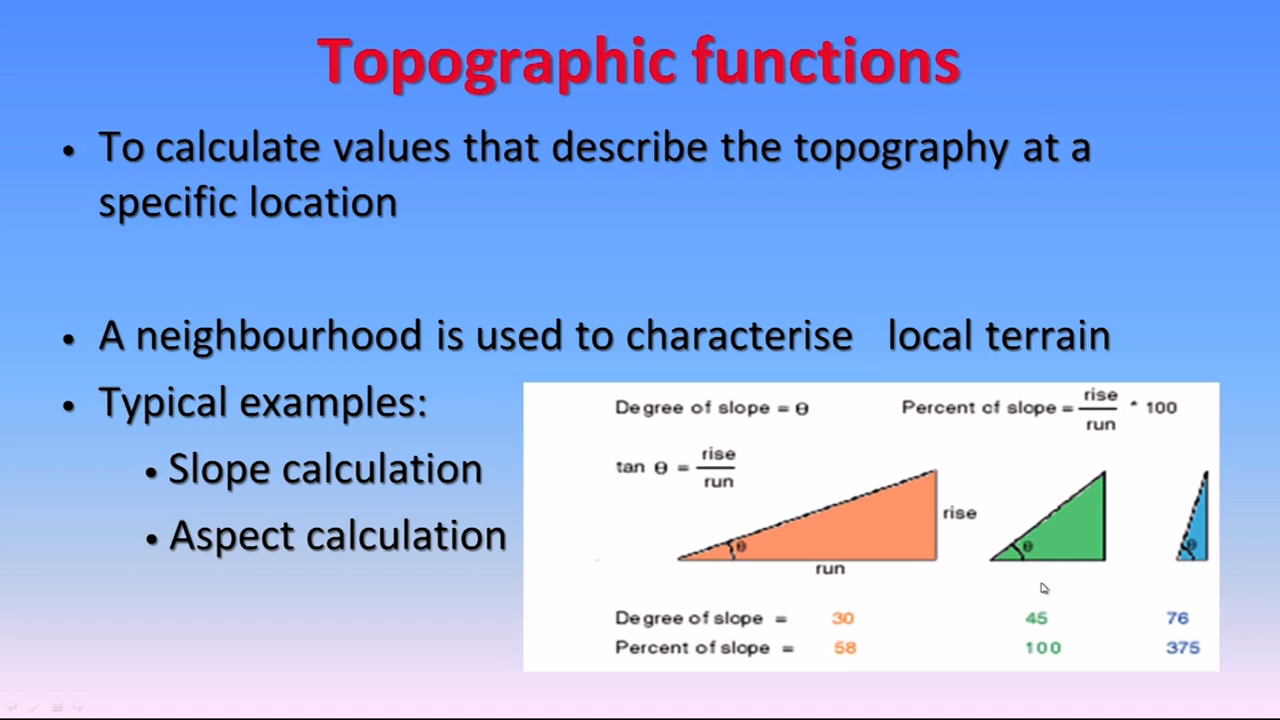 Topographic functions
• To calculate values that describe the topography at a
specific location
• A neighbourhood is used to characterise local terrain
• Typical examples:
• Slope calculation
• Aspect calculation
Degree of slope = θ
Percent of slope = rise
run * 100
tan θ = rise
run
rise
θ θ θ
run
Degree of slope = 30 45 76
Percent of slope = 58 100 375